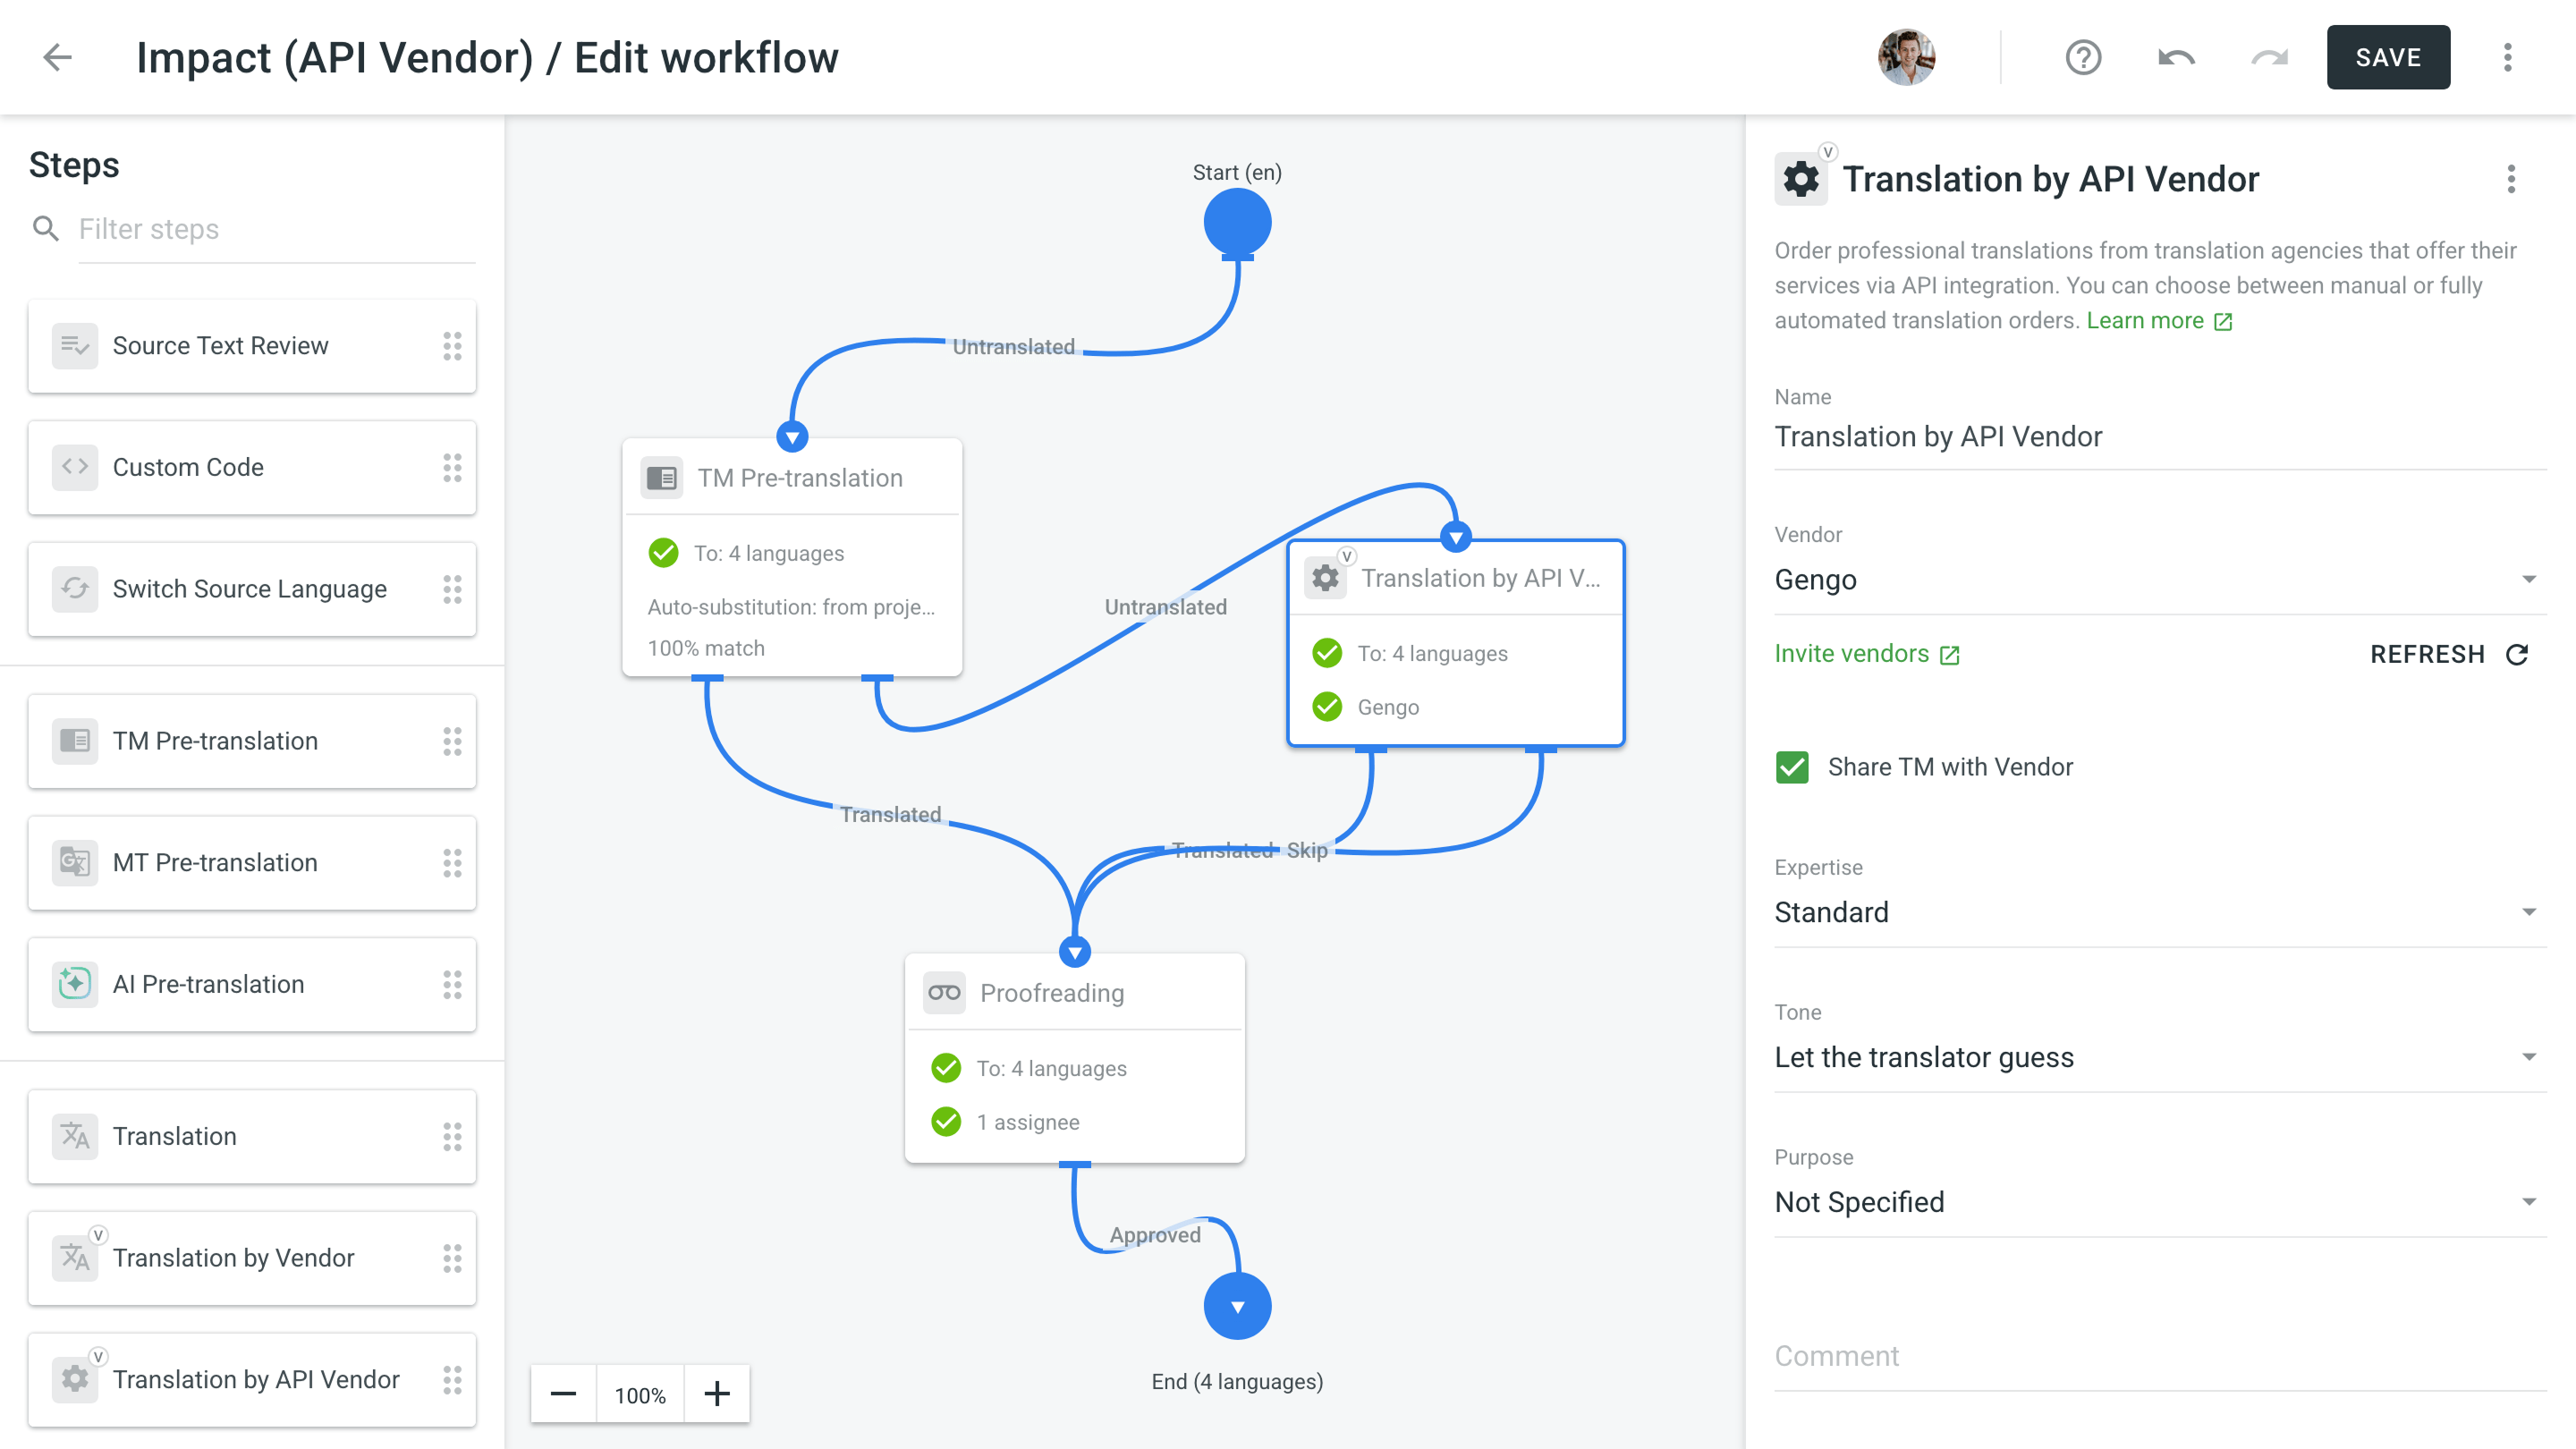 Impact (API Vendor) / Edit workflow
SAVE
Steps
Filter steps
Source Text Review
Custom Code
Switch Source Language
TM Pre-translation
MT Pre-translation
AI Pre-translation
Translation
V
Translation by Vendor
V
Translation by API Vendor
Start (en)
Untranslated
TM Pre-translation
To: 4 languages
Auto-substitution: from proje...
100% match
Untranslated
V
Translation by API V...
To: 4 languages
Gengo
Translated
Translated
Skip
Proofreading
To: 4 languages
1 assignee
Approved
End (4 languages)
100%
V
Translation by API Vendor
Order professional translations from translation agencies that offer their
services via API integration. You can choose between manual or fully
automated translation orders. Learn more
Name
Translation by API Vendor
Vendor
Gengo
Invite vendors
REFRESH
Share TM with Vendor
Expertise
Standard
Tone
Let the translator guess
Purpose
Not Specified
Comment